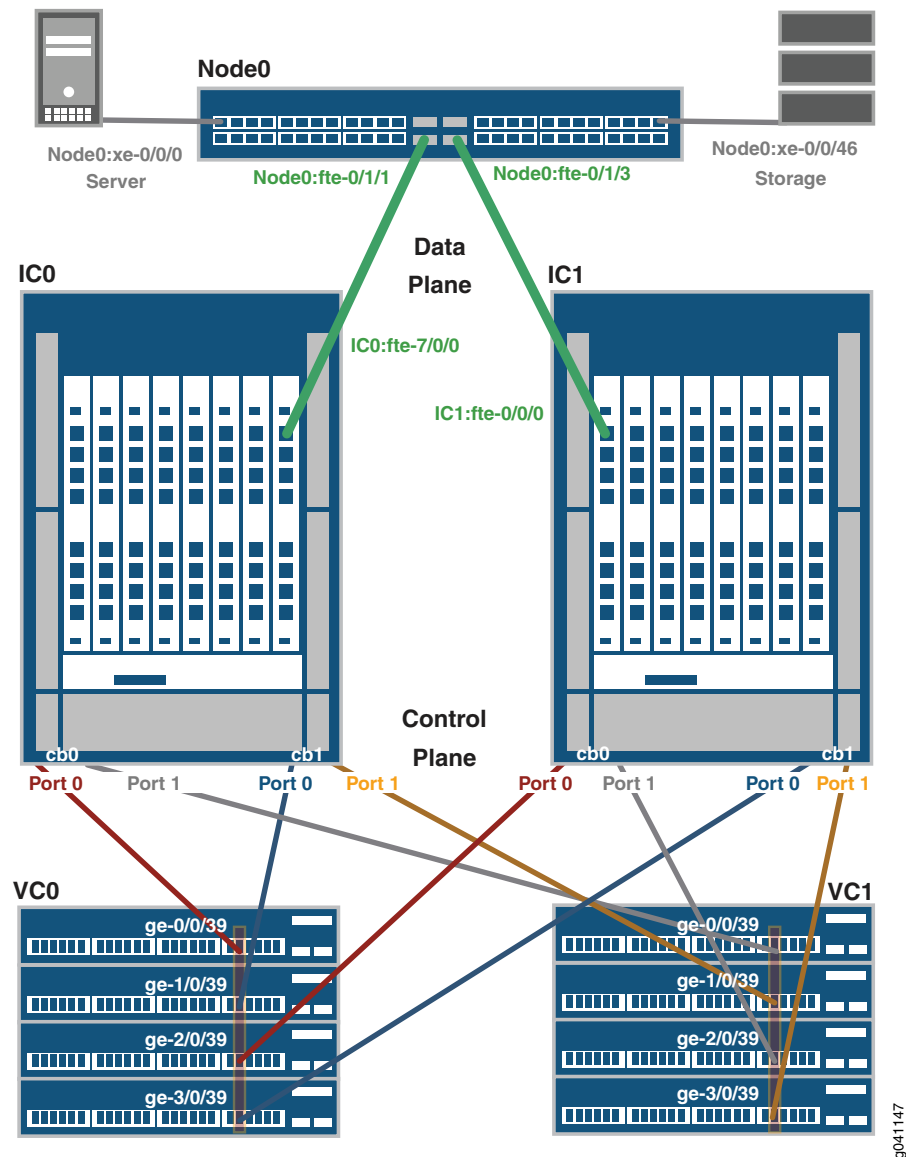 Node0
Node0:xe-0/0/0
Server
Node0:fte-0/1/1
Node0:fte-0/1/3
Node0:xe-0/0/46
Storage
Data
Plane
IC0
IC1
IC0:fte-7/0/0
IC1:fte-0/0/0
Control
Plane
cb0
cb1
cb0
cb1
Port 0
Port 1
Port 0
Port 1
Port 0
Port 1
Port 0
Port 1
VC0
VC1
ge-0/0/39
ge-1/0/39
ge-2/0/39
ge-3/0/39
ge-0/0/39
ge-1/0/39
ge-2/0/39
ge-3/0/39
g041147